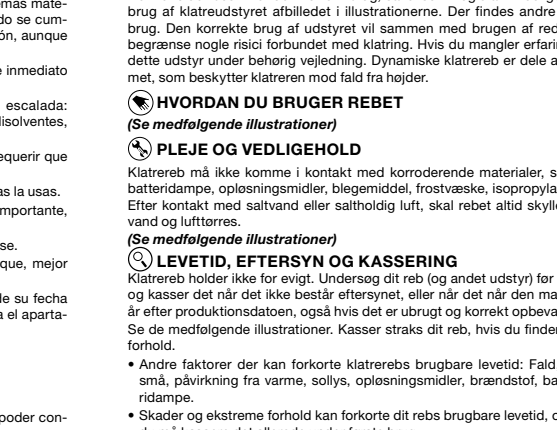 emas mate-
do se cum-
ón, aunque
e inmediato
escalada:
disolventes,
equerir que
as la usas.
mportante,
se.
que, mejor
de su fecha
a el aparta-
poder con-
brug af klatreudstyret afbilledet i illustrationerne. Der findes andre
brug. Den korrekte brug af udstyret vil sammen med brugen af red
begrænse nogle risici forbundet med klatring. Hvis du mangler erfarin
dette udstyr under behørig vejledning. Dynamiske klatrereb er dele a
met, som beskytter klatreren mod fald fra højder.
HVORDAN DU BRUGER REBET
(Se medfølgende illustrationer)
PLEJE OG VEDLIGEHOLD
Klatrereb må ikke komme i kontakt med korroderende materialer, s
batteridampe, opløsningsmidler, blegemiddel, frostvæske, isopropyla
Efter kontakt med saltvand eller saltholdig luft, skal rebet altid skylle
vand og lufttørres.
(Se medfølgende illustrationer)
LEVETID, EFTERSYN OG KASSERING
Klatrereb holder ikke for evigt. Undersøg dit reb (og andet udstyr) før
og kasser det når det ikke består eftersynet, eller når det når den ma
år efter produktionsdatoen, også hvis det er ubrugt og korrekt opbeva
Se de medfølgende illustrationer. Kasser straks dit reb, hvis du finder
forhold.
• Andre faktorer der kan forkorte klatrerebs brugbare levetid: Fald,
små, påvirkning fra varme, sollys, opløsningsmidler, brændstof, ba
ridampe.
• Skader og ekstreme forhold kan forkorte dit rebs brugbare levetid, o